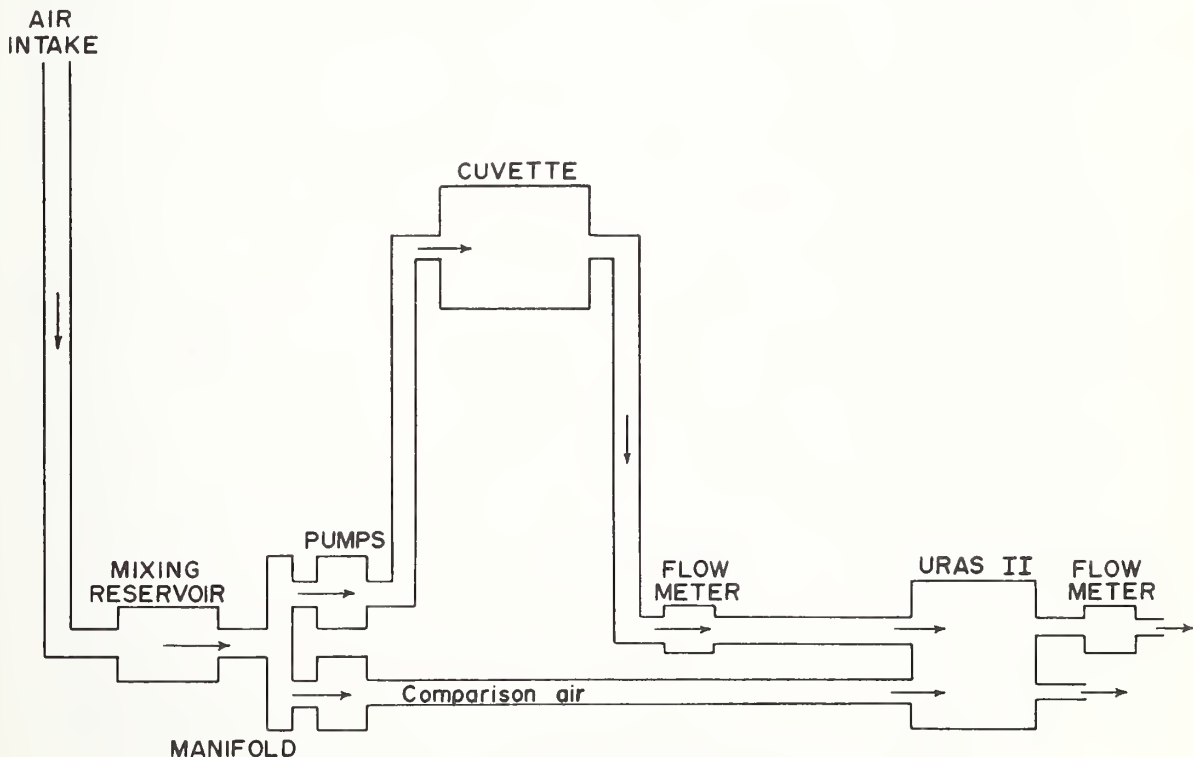 AIR
INTAKE
CUVETTE
PUMPS
MIXING
RESERVOIR
FLOW
METER
URAS II
FLOW
METER
Comparison air
MANIFOLD